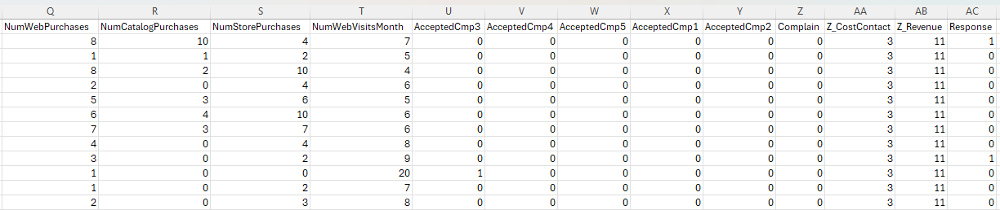 Q R S T U V W X Y Z AA AB AC
NumWebPurchases NumCatalogPurchases NumStorePurchases NumWebVisitsMonth AcceptedCmp3 AcceptedCmp4 AcceptedCmp5 AcceptedCmp1 AcceptedCmp2 Complain Z_CostContact Z_Revenue Response
8 10 4 7 0 0 0 0 0 0 3 11 1
1 1 2 5 0 0 0 0 0 0 3 11 0
8 2 10 4 0 0 0 0 0 0 3 11 0
2 0 4 6 0 0 0 0 0 0 3 11 0
5 3 6 5 0 0 0 0 0 0 3 11 0
6 4 10 6 0 0 0 0 0 0 3 11 0
7 3 7 6 0 0 0 0 0 0 3 11 0
4 0 4 8 0 0 0 0 0 0 3 11 0
3 0 2 9 0 0 0 0 0 0 3 11 1
1 0 0 20 1 0 0 0 0 0 3 11 0
1 0 2 7 0 0 0 0 0 0 3 11 0
2 0 3 8 0 0 0 0 0 0 3 11 0